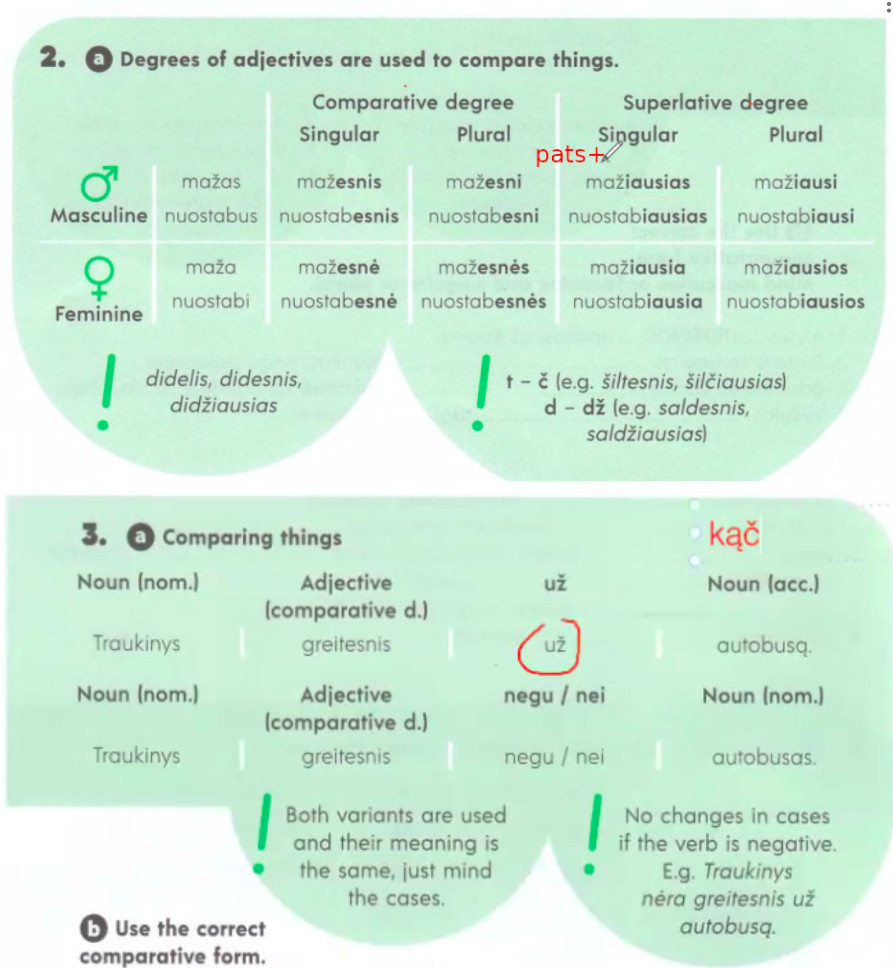 2. a Degrees of adjectives are used to compare things.
Comparative degree Superlative degree
Singular Plural Singular Plural
pats+
mažas mažesnis mažesni mažiausias mažiausi
Masculine nuostabus nuostabesnis nuostabesni nuostabiausias nuostabiausi
maža mažesnė mažesnės mažiausia mažiausios
Feminine nuostabi nuostabesnė nuostabesnės nuostabiausia nuostabiausios
! didelis, didesnis,
didžiausias
! t – č (e.g. šiltesnis, šilčiausias)
d – dž (e.g. saldesnis,
saldžiausias)
3. a Comparing things
kąč
Noun (nom.) Adjective už Noun (acc.)
(comparative d.)
Traukinys greitesnis už autobusą.
Noun (nom.) Adjective negu / nei Noun (nom.)
(comparative d.)
Traukinys greitesnis negu / nei autobusas.
! Both variants are used
and their meaning is
the same, just mind
the cases.
! No changes in cases
if the verb is negative.
E.g. Traukinys
nėra greitesnis už
autobusą.
b Use the correct
comparative form.